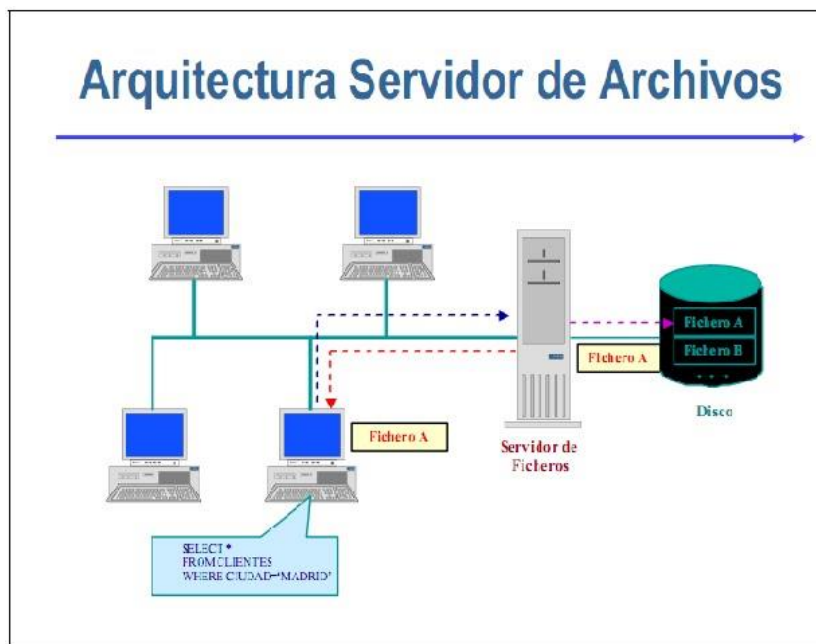 Arquitectura Servidor de Archivos
Fichero A
Fichero B
Fichero A
Disco
Fichero A
Servidor de
Ficheros
SELECT *
FROM CLIENTES
WHERE CIUDAD='MADRID'